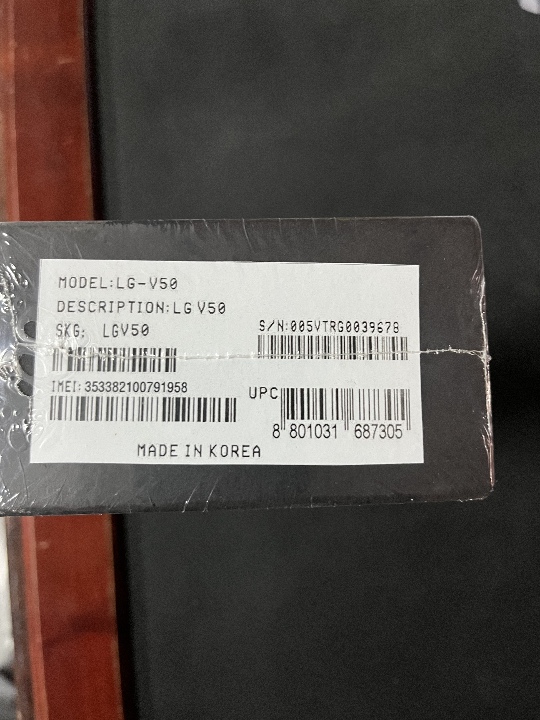 MODEL:LG-V50
DESCRIPTION:LG V50
SKG: LGV50
S/N:005VTRG0039678
IMEI: 353382100791958
UPC
8 801031 687305
MADE IN KOREA